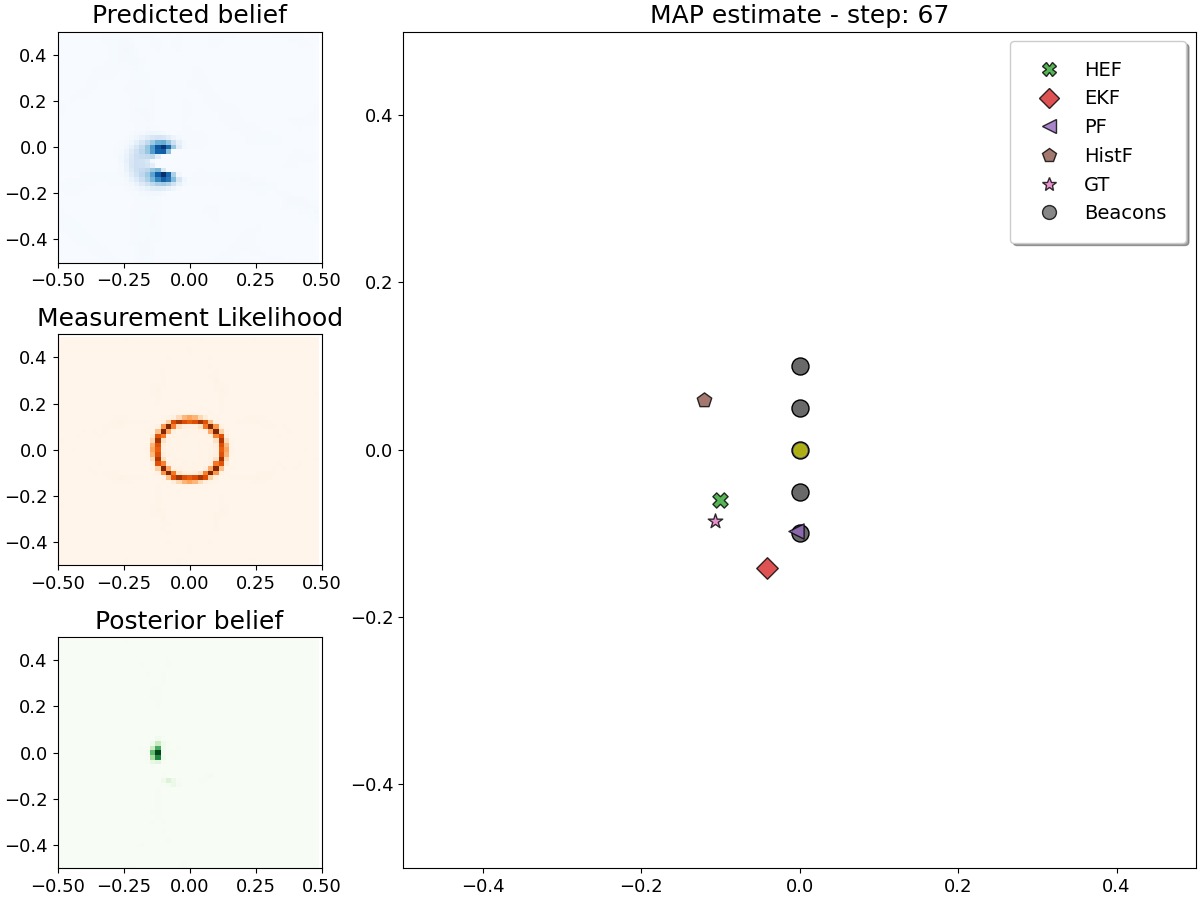 Predicted belief
0.4
0.2
0.0
−0.2
−0.4
−0.50 −0.25 0.00 0.25 0.50
Measurement Likelihood
0.4
0.2
0.0
−0.2
−0.4
−0.50 −0.25 0.00 0.25 0.50
Posterior belief
0.4
0.2
0.0
−0.2
−0.4
−0.50 −0.25 0.00 0.25 0.50
MAP estimate - step: 67
0.4
0.2
0.0
−0.2
−0.4
−0.4 −0.2 0.0 0.2 0.4
HEF
EKF
PF
HistF
GT
Beacons